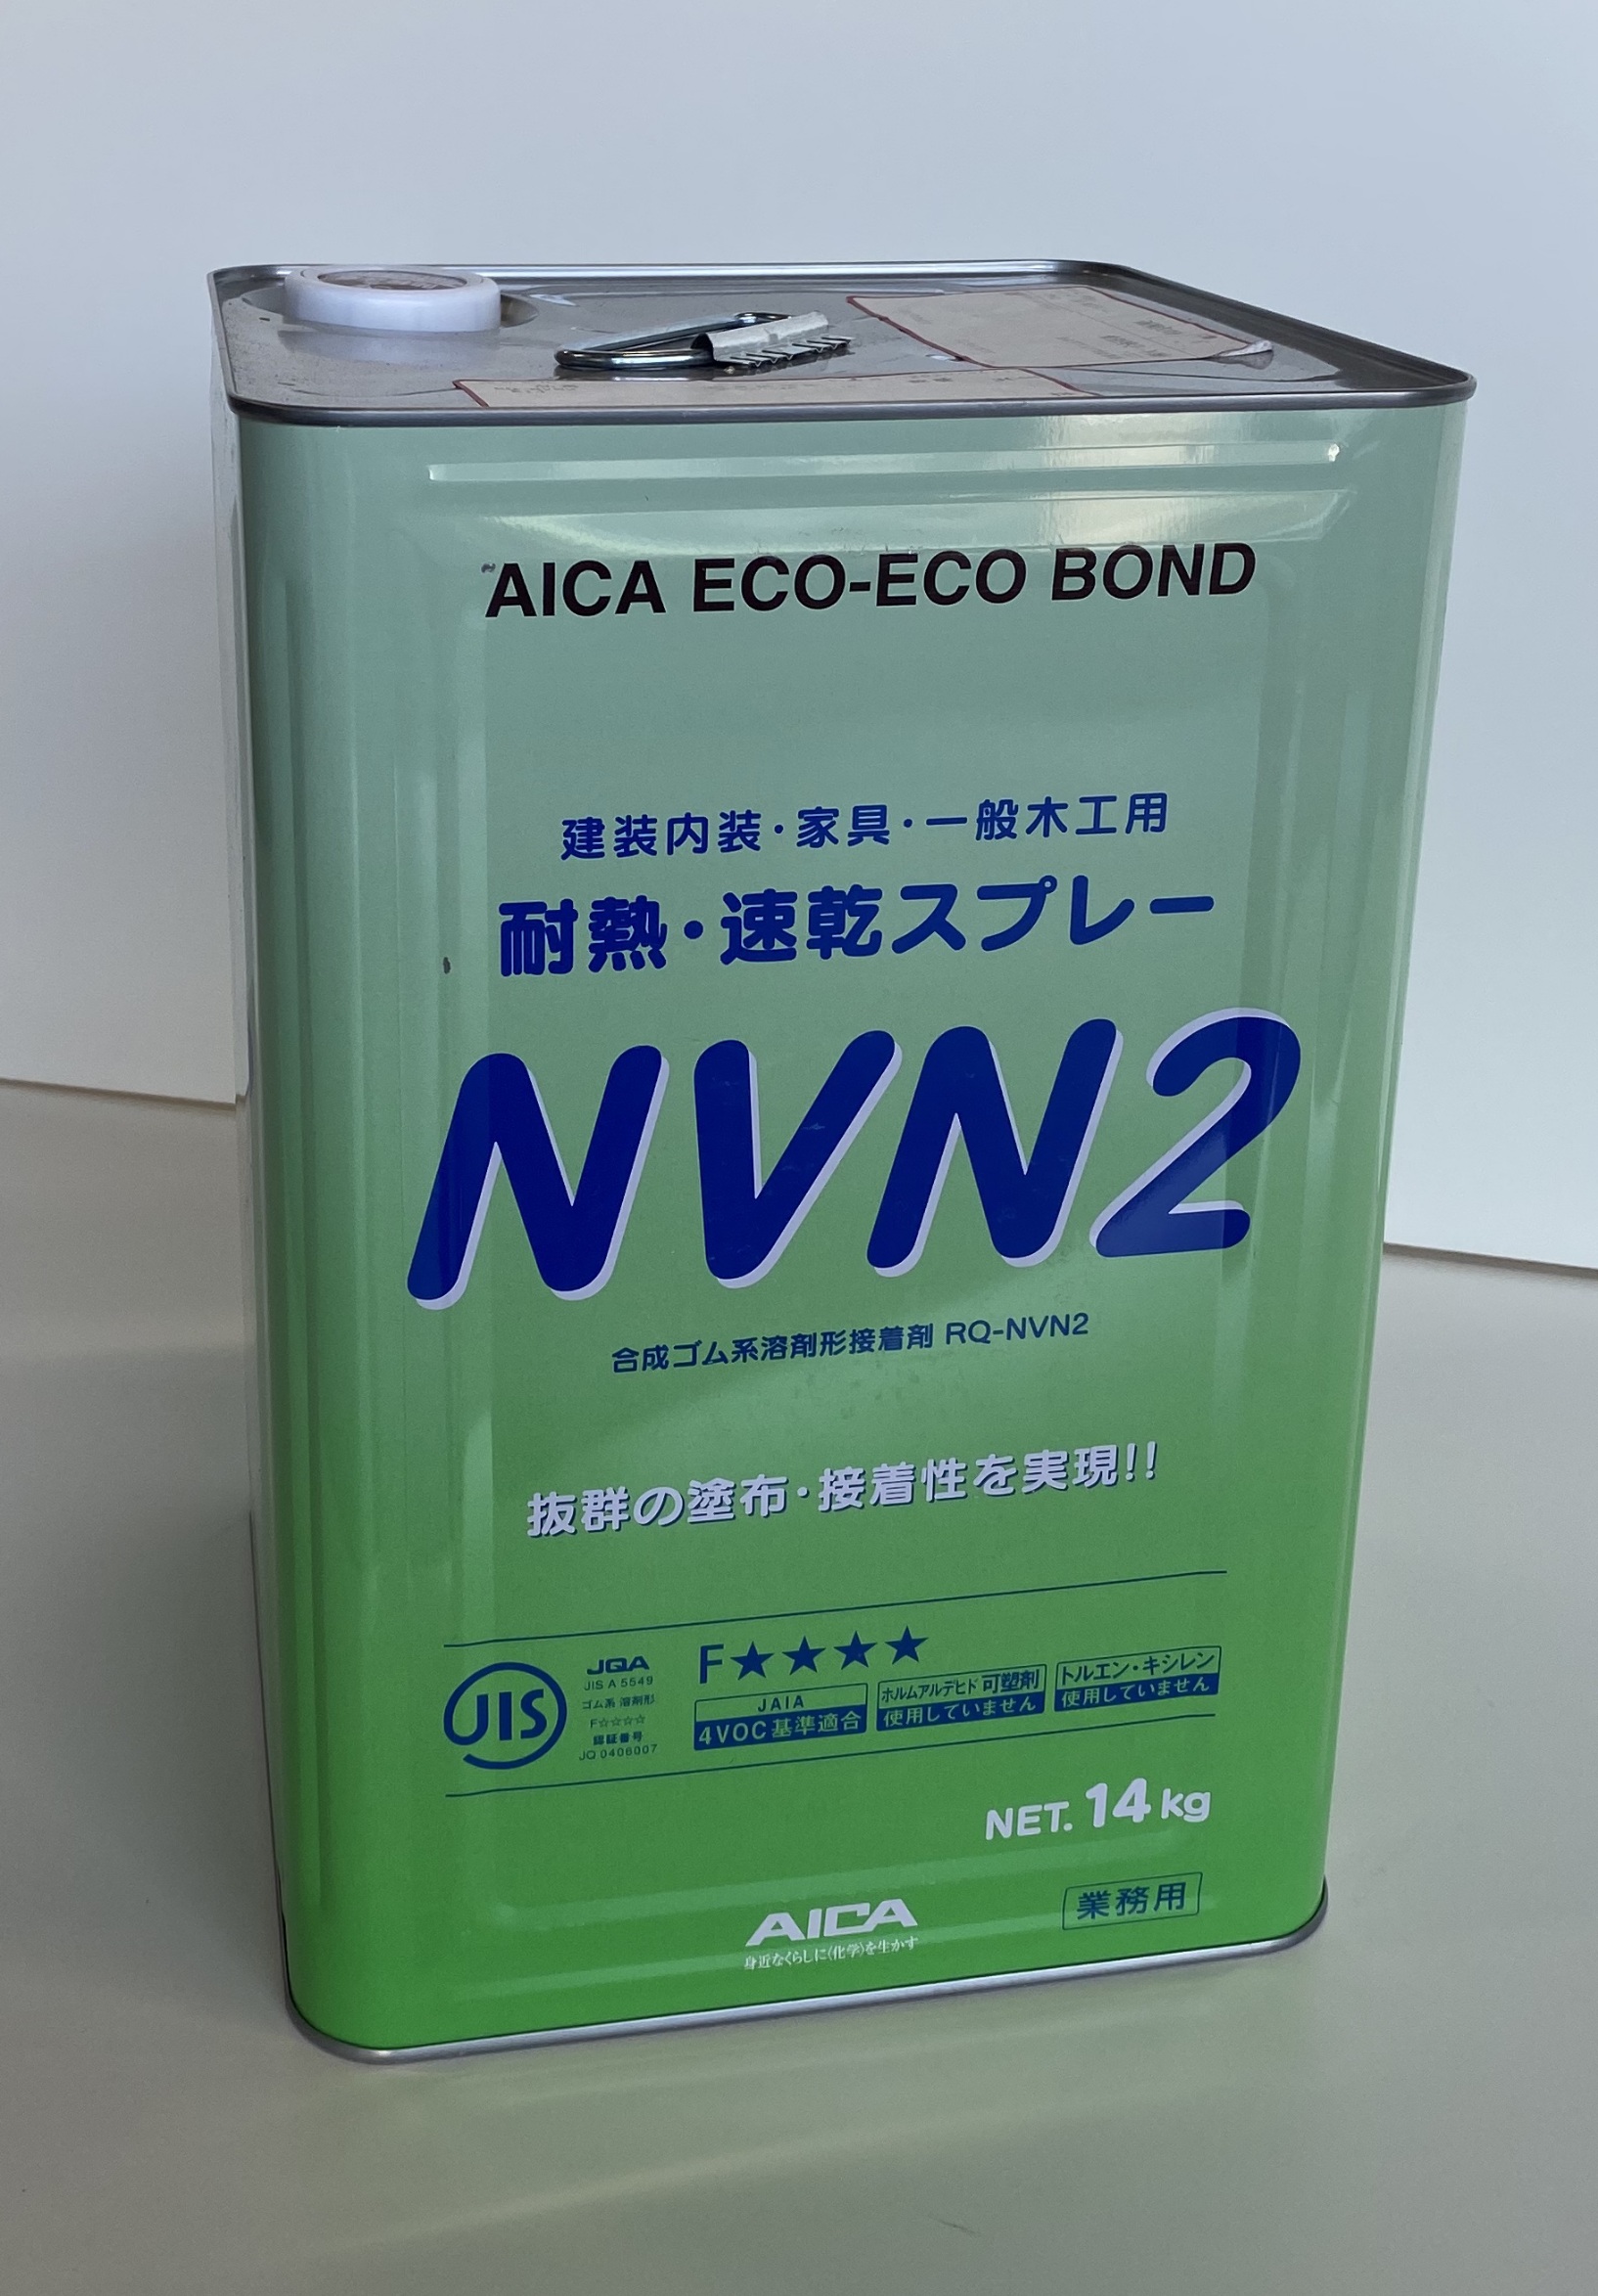 AICA ECO-ECO BOND
建装内装・家具・一般木工用
耐熱・速乾スプレー
NVN2
合成ゴム系溶剤形接着剤 RQ-NVN2
抜群の塗布・接着性を実現!!
JIS
JQA
JIS A 5549
ゴム系 溶剤形
F☆☆☆☆
認証番号
JQ 0406007
F★★★★
JAIA
4VOC基準適合
ホルムアルデヒド 可塑剤
使用していません
トルエン・キシレン
使用していません
NET. 14 kg
業務用
AICA
身近なくらしに〈化学〉を生かす